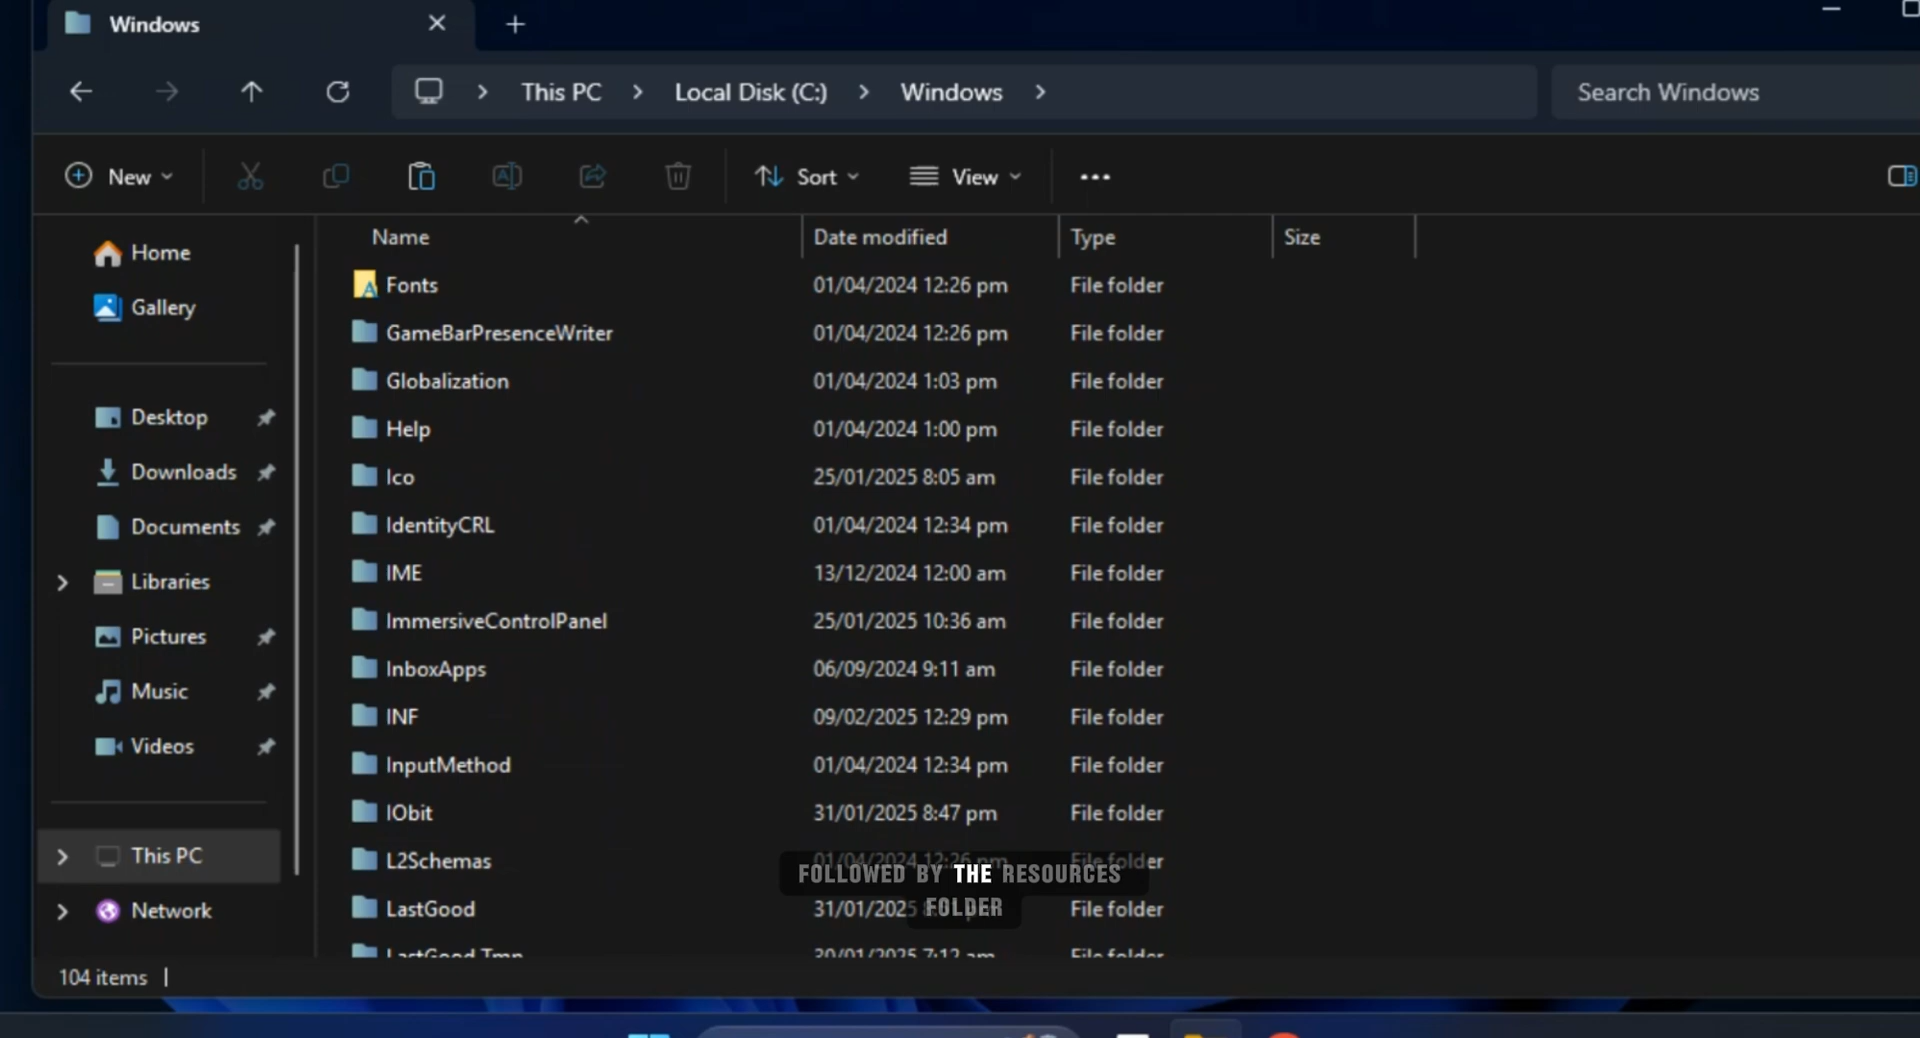 Windows
This PC
Local Disk (C:)
Windows
Search Windows
New
Sort
View
Name
Date modified
Type
Size
Home
Gallery
Desktop
Downloads
Documents
Libraries
Pictures
Music
Videos
This PC
Network
Fonts 01/04/2024 12:26 pm File folder
GameBarPresenceWriter 01/04/2024 12:26 pm File folder
Globalization 01/04/2024 1:03 pm File folder
Help 01/04/2024 1:00 pm File folder
Ico 25/01/2025 8:05 am File folder
IdentityCRL 01/04/2024 12:34 pm File folder
IME 13/12/2024 12:00 am File folder
ImmersiveControlPanel 25/01/2025 10:36 am File folder
InboxApps 06/09/2024 9:11 am File folder
INF 09/02/2025 12:29 pm File folder
InputMethod 01/04/2024 12:34 pm File folder
IObit 31/01/2025 8:47 pm File folder
L2Schemas 01/04/2024 12:26 pm File folder
LastGood 31/01/2025 File folder
LastGood.Tmp 30/01/2025 7:12 am File folder
FOLLOWED BY THE RESOURCES
FOLDER
104 items